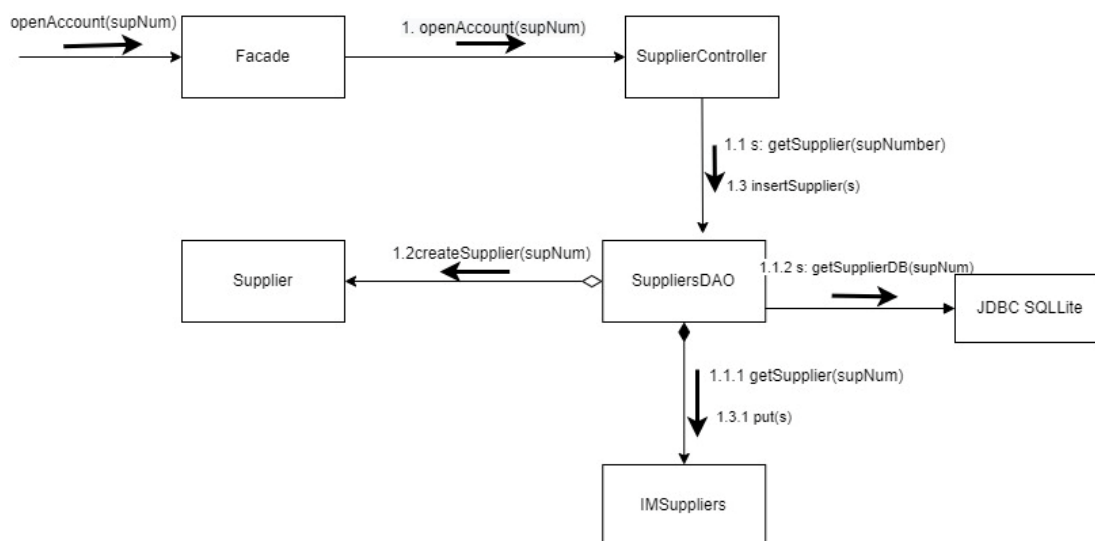 openAccount(supNum)
1. openAccount(supNum)
Facade
SupplierController
1.1 s: getSupplier(supNumber)
1.3 insertSupplier(s)
1.2createSupplier(supNum)
1.1.2 s: getSupplierDB(supNum)
Supplier
SuppliersDAO
JDBC SQLLite
1.1.1 getSupplier(supNum)
1.3.1 put(s)
IMSuppliers